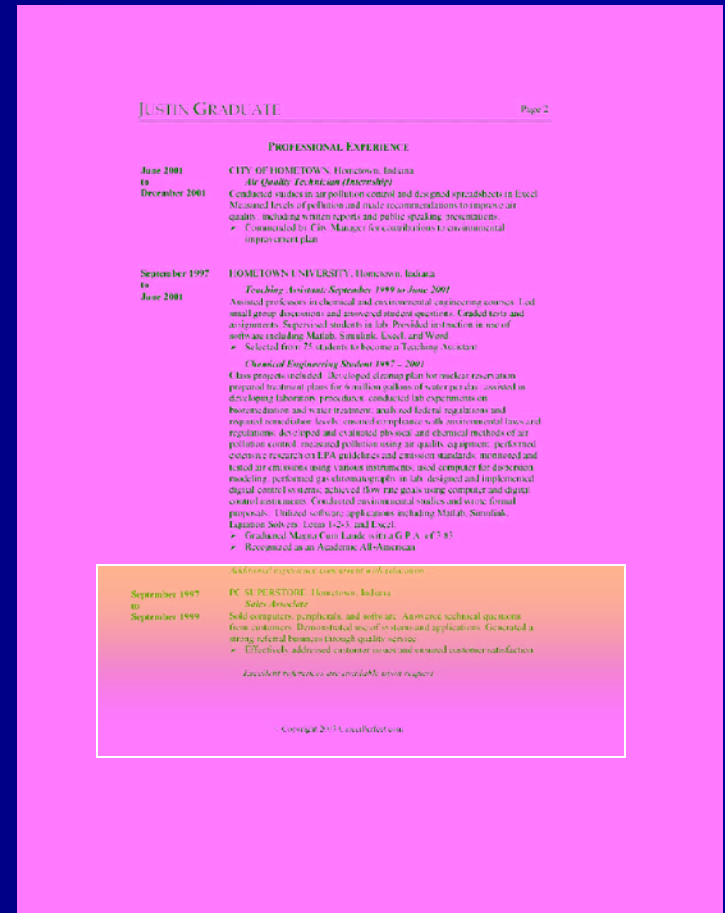 JUSTIN GRADUATE
Page 2
PROFESSIONAL EXPERIENCE
June 2001
to
December 2001
CITY OF HOMETOWN, Hometown, Indiana
Air Quality Technician (Internship)
Conducted studies in air pollution control and designed spreadsheets in Excel.
Measured levels of pollution and made recommendations to improve air
quality, including written reports and public speaking presentations.
➢ Commended by City Manager for contributions to environmental
improvement plan
September 1997
to
June 2001
HOMETOWN UNIVERSITY, Hometown, Indiana
Teaching Assistant: September 1999 to June 2001
Assisted professors in chemical and environmental engineering courses. Led
small group discussions and answered student questions. Graded tests and
assignments. Supervised students in lab. Provided instruction in use of
software including Matlab, Simulink, Excel, and Word.
➢ Selected from 75 students to become a Teaching Assistant
Chemical Engineering Student 1997 – 2001
Class projects included: Developed cleanup plan for nuclear reservation
prepared treatment plans for 6 million gallons of water per day; assisted in
developing laboratory procedures; conducted lab experiments on
bioremediation and water treatment; analyzed federal regulations and
required remediation levels; ensured compliance with environmental laws and
regulations; developed and evaluated physical and chemical methods of air
pollution control; measured pollution using air quality equipment; performed
extensive research on EPA guidelines and emission standards; monitored and
tested air emissions using various instruments; used computer for dispersion
modeling; performed gas chromatography in lab; designed and implemented
digital control systems; achieved flow rate goals using computer and digital
control instruments. Conducted environmental studies and wrote formal
proposals. Utilized software applications including Matlab, Simulink,
Equation Solvers, Lotus 1-2-3, and Excel.
➢ Graduated Magna Cum Laude with a G.P.A. of 3.83
➢ Recognized as an Academic All-American
Additional experience concurrent with education
September 1997
to
September 1999
PC SUPERSTORE, Hometown, Indiana
Sales Associate
Sold computers, peripherals, and software. Answered technical questions
from customers. Demonstrated use of systems and applications. Generated a
strong referral business through quality service.
➢ Effectively addressed customer issues and ensured customer satisfaction
Excellent references are available upon request
Copyright 2003 CareerPerfect.com